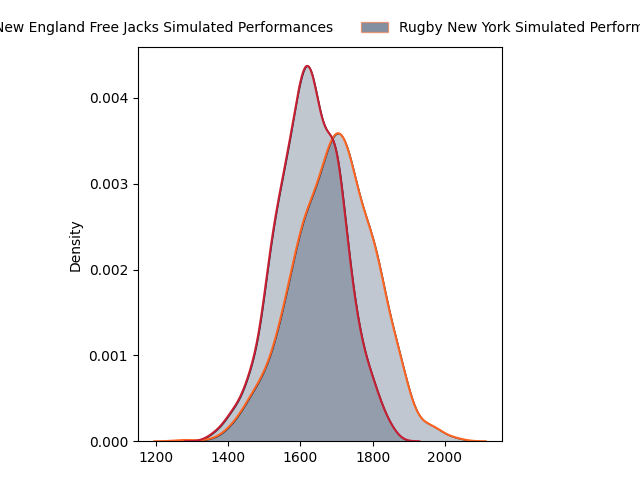 New England Free Jacks Simulated Performances Rugby New York Simulated Perform
0.004
0.003
0.002
0.001
0.000
Density
1200 1400 1600 1800 2000